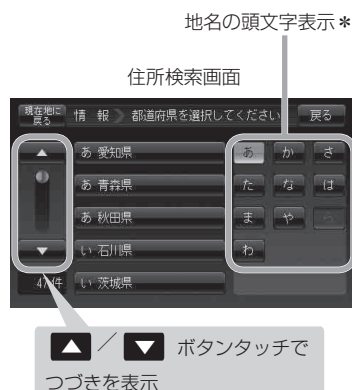 地名の頭文字表示＊
住所検索画面
現在地に戻る 情 報 都道府県を選択してください 戻る
あ 愛知県 あ か さ
あ 青森県 た な は
あ 秋田県 ま や ら
い 石川県 わ
47件 い 茨城県
▲／▼ ボタンタッチで
つづきを表示